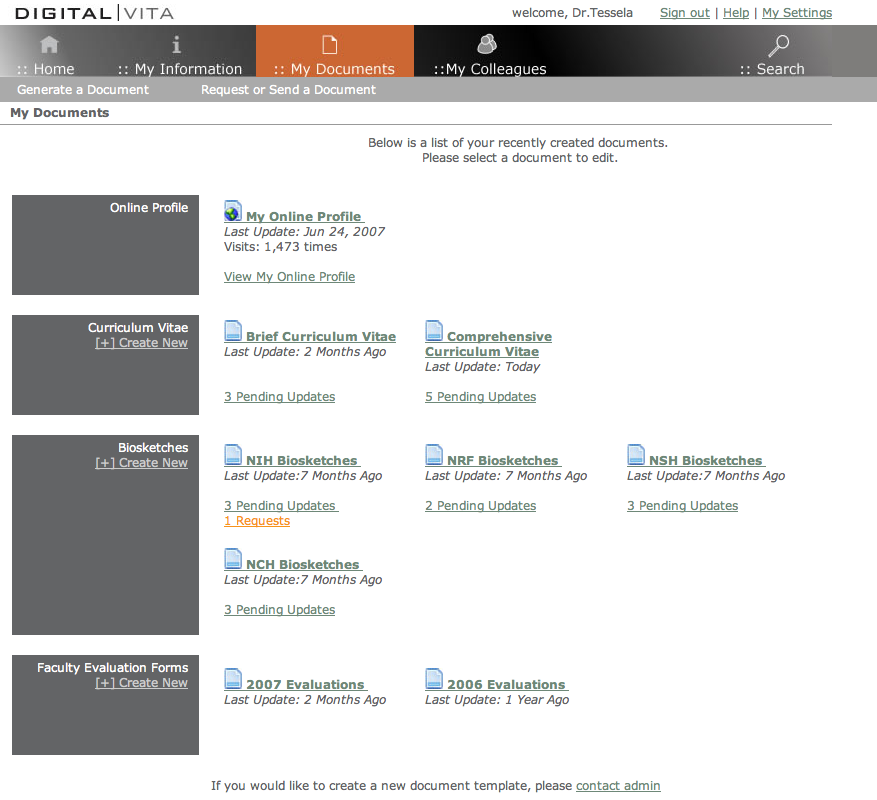 DIGITAL|VITA
welcome, Dr.Tessela Sign out | Help | My Settings
:: Home :: My Information :: My Documents ::My Colleagues :: Search
Generate a Document Request or Send a Document
My Documents
Below is a list of your recently created documents.
Please select a document to edit.
Online Profile
My Online Profile
Last Update: Jun 24, 2007
Visits: 1,473 times
View My Online Profile
Curriculum Vitae
[+] Create New
Brief Curriculum Vitae
Last Update: 2 Months Ago
3 Pending Updates
Comprehensive
Curriculum Vitae
Last Update: Today
5 Pending Updates
Biosketches
[+] Create New
NIH Biosketches
Last Update:7 Months Ago
3 Pending Updates
1 Requests
NRF Biosketches
Last Update: 7 Months Ago
2 Pending Updates
NSH Biosketches
Last Update:7 Months Ago
3 Pending Updates
NCH Biosketches
Last Update:7 Months Ago
3 Pending Updates
Faculty Evaluation Forms
[+] Create New
2007 Evaluations
Last Update: 2 Months Ago
2006 Evaluations
Last Update: 1 Year Ago
If you would like to create a new document template, please contact admin